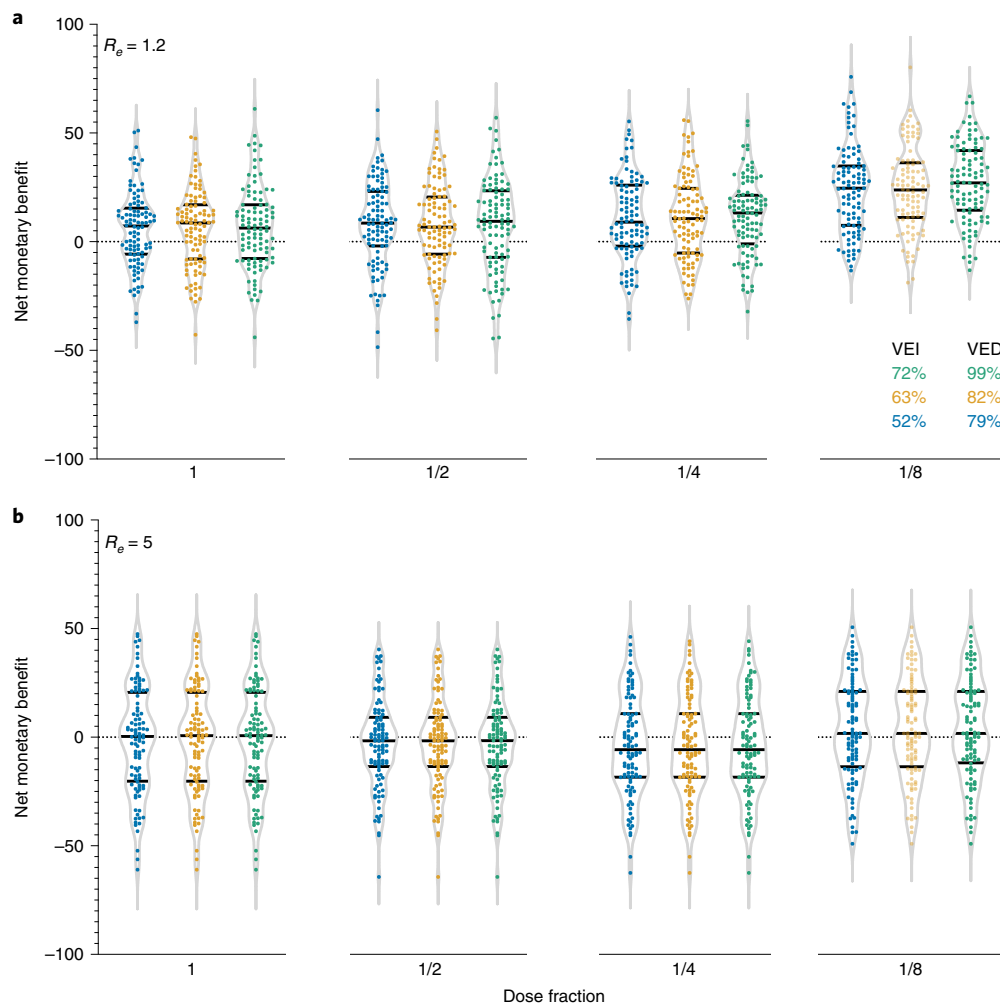 a
100
50
0
−50
−100
Net monetary benefit
Re = 1.2
VEI VED
72% 99%
63% 82%
52% 79%
1 1/2 1/4 1/8
b
100
50
0
−50
−100
Net monetary benefit
Re = 5
1 1/2 1/4 1/8
Dose fraction